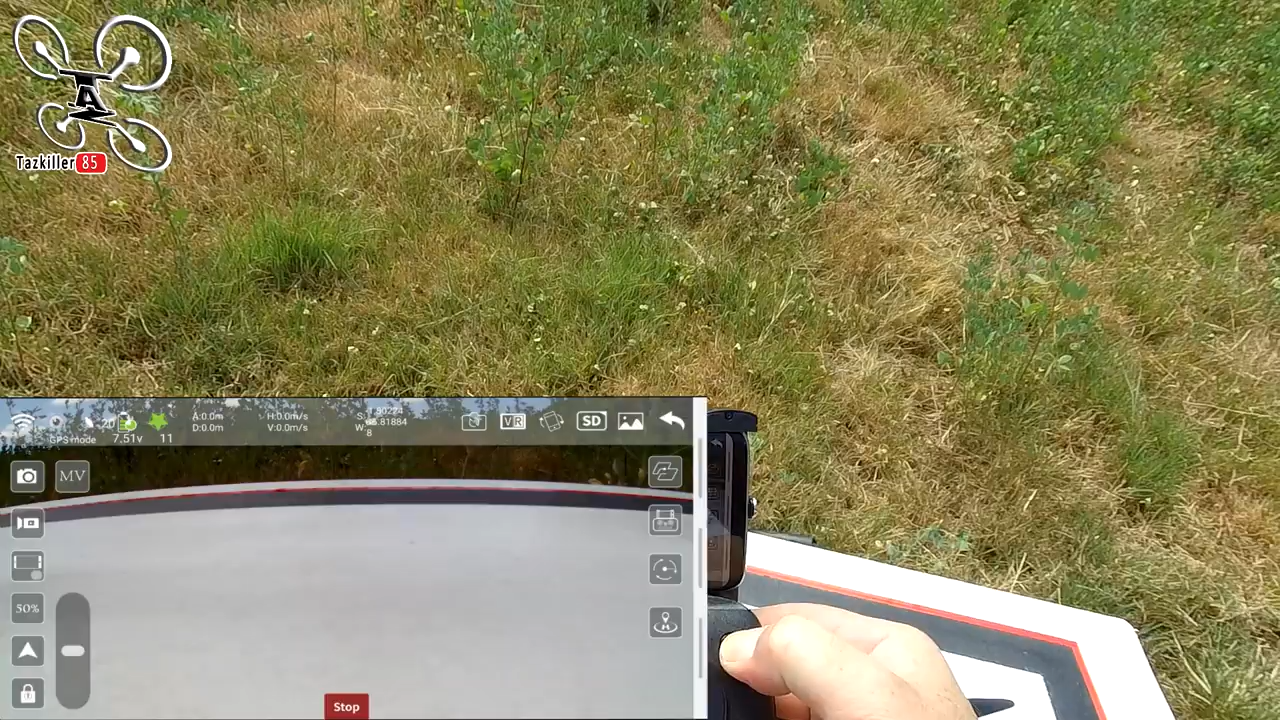 A
Tazkiller 85
GPS mode
20
7.51v
11
A:0.0m
D:0.0m
H:0.0m/s
V:0.0m/s
VR
SD
MV
50%
H
Stop